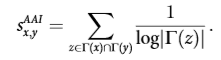 $s_{x,y}^{AAI} = \sum_{z \in \Gamma(x) \cap \Gamma(y)} \frac{1}{\log|\Gamma(z)|}.$